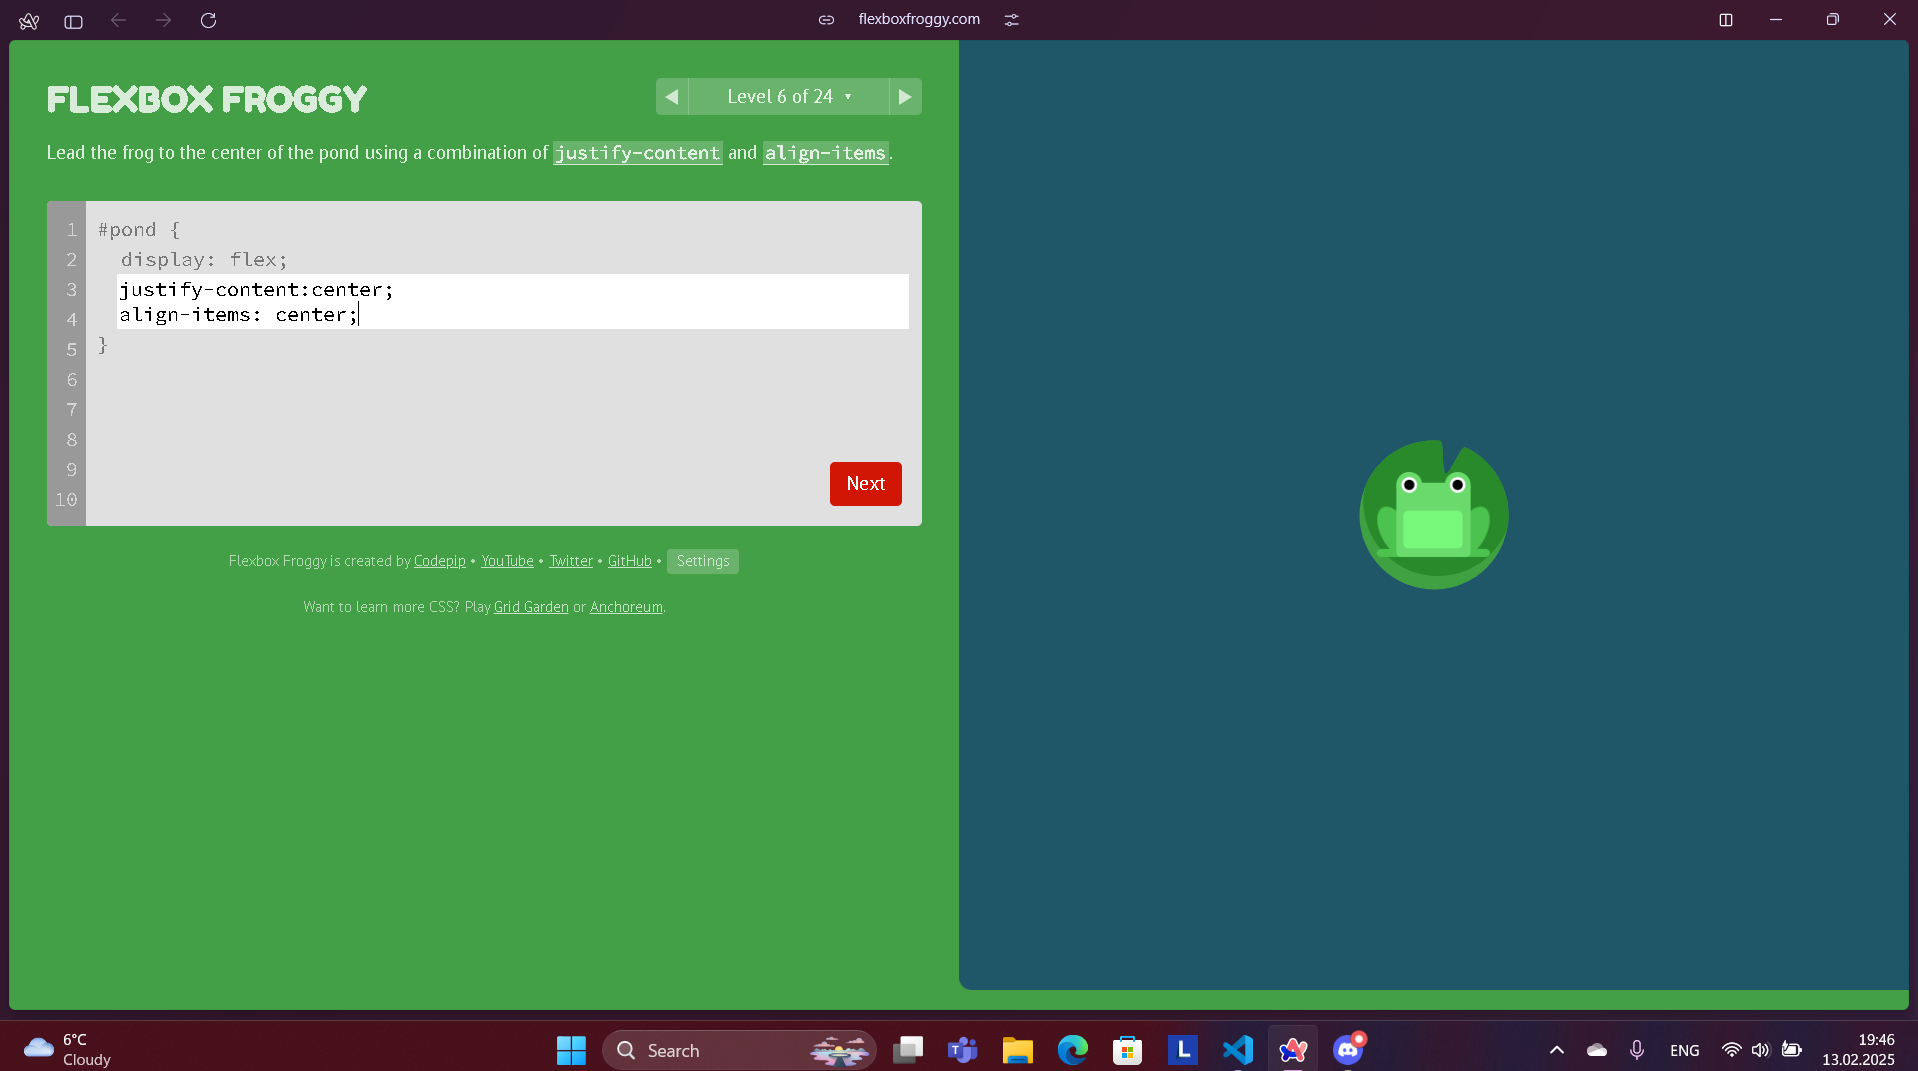 flexboxfroggy.com
FLEXBOX FROGGY
◀ Level 6 of 24 ▼ ▶
Lead the frog to the center of the pond using a combination of justify-content and align-items.
1 #pond {
2 display: flex;
3 justify-content:center;
4 align-items: center;
5 }
6
7
8
9
10
Next
Flexbox Froggy is created by Codepip • YouTube • Twitter • GitHub • Settings
Want to learn more CSS? Play Grid Garden or Anchoreum.
6°C
Cloudy
Search
L
ENG
19:46
13.02.2025